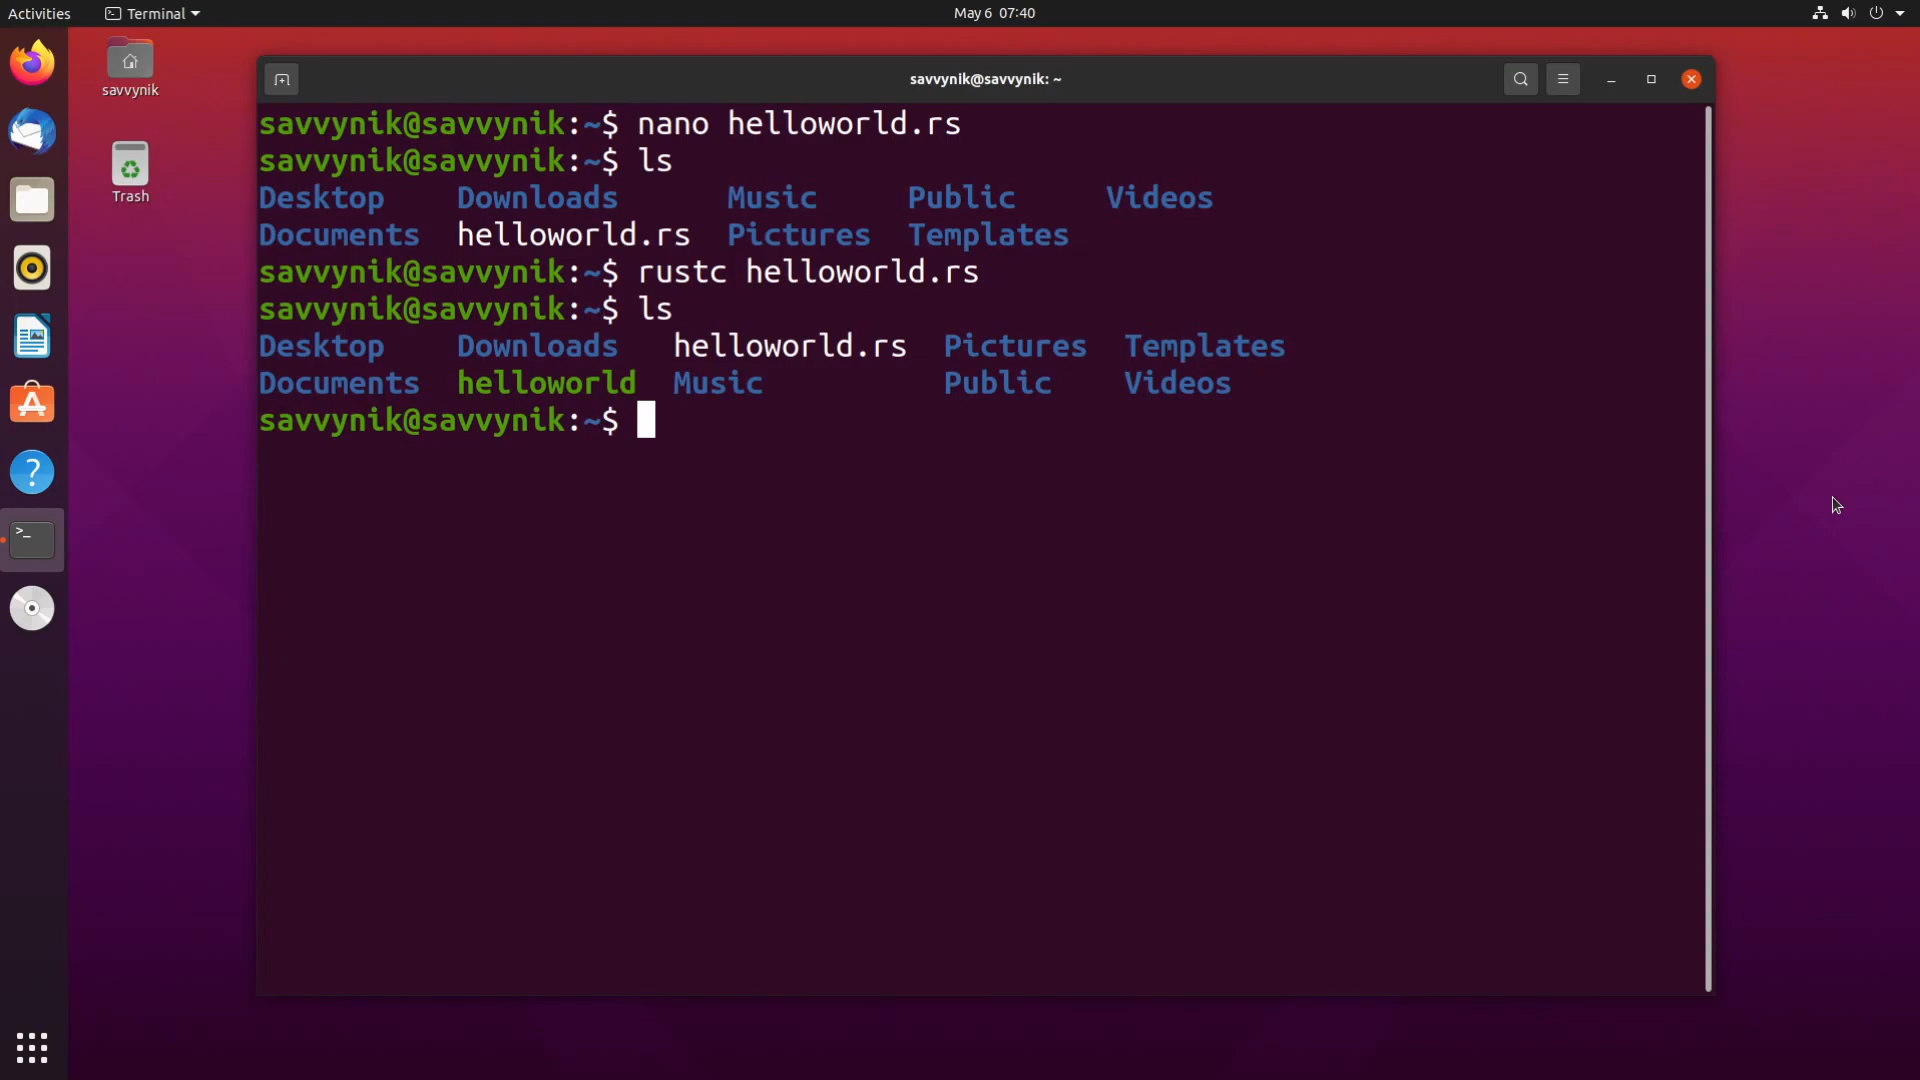 Activities Terminal May 6 07:40
savvynik
Trash
savvynik@savvynik: ~
savvynik@savvynik:~$ nano helloworld.rs
savvynik@savvynik:~$ ls
Desktop Downloads Music Public Videos
Documents helloworld.rs Pictures Templates
savvynik@savvynik:~$ rustc helloworld.rs
savvynik@savvynik:~$ ls
Desktop Downloads helloworld.rs Pictures Templates
Documents helloworld Music Public Videos
savvynik@savvynik:~$